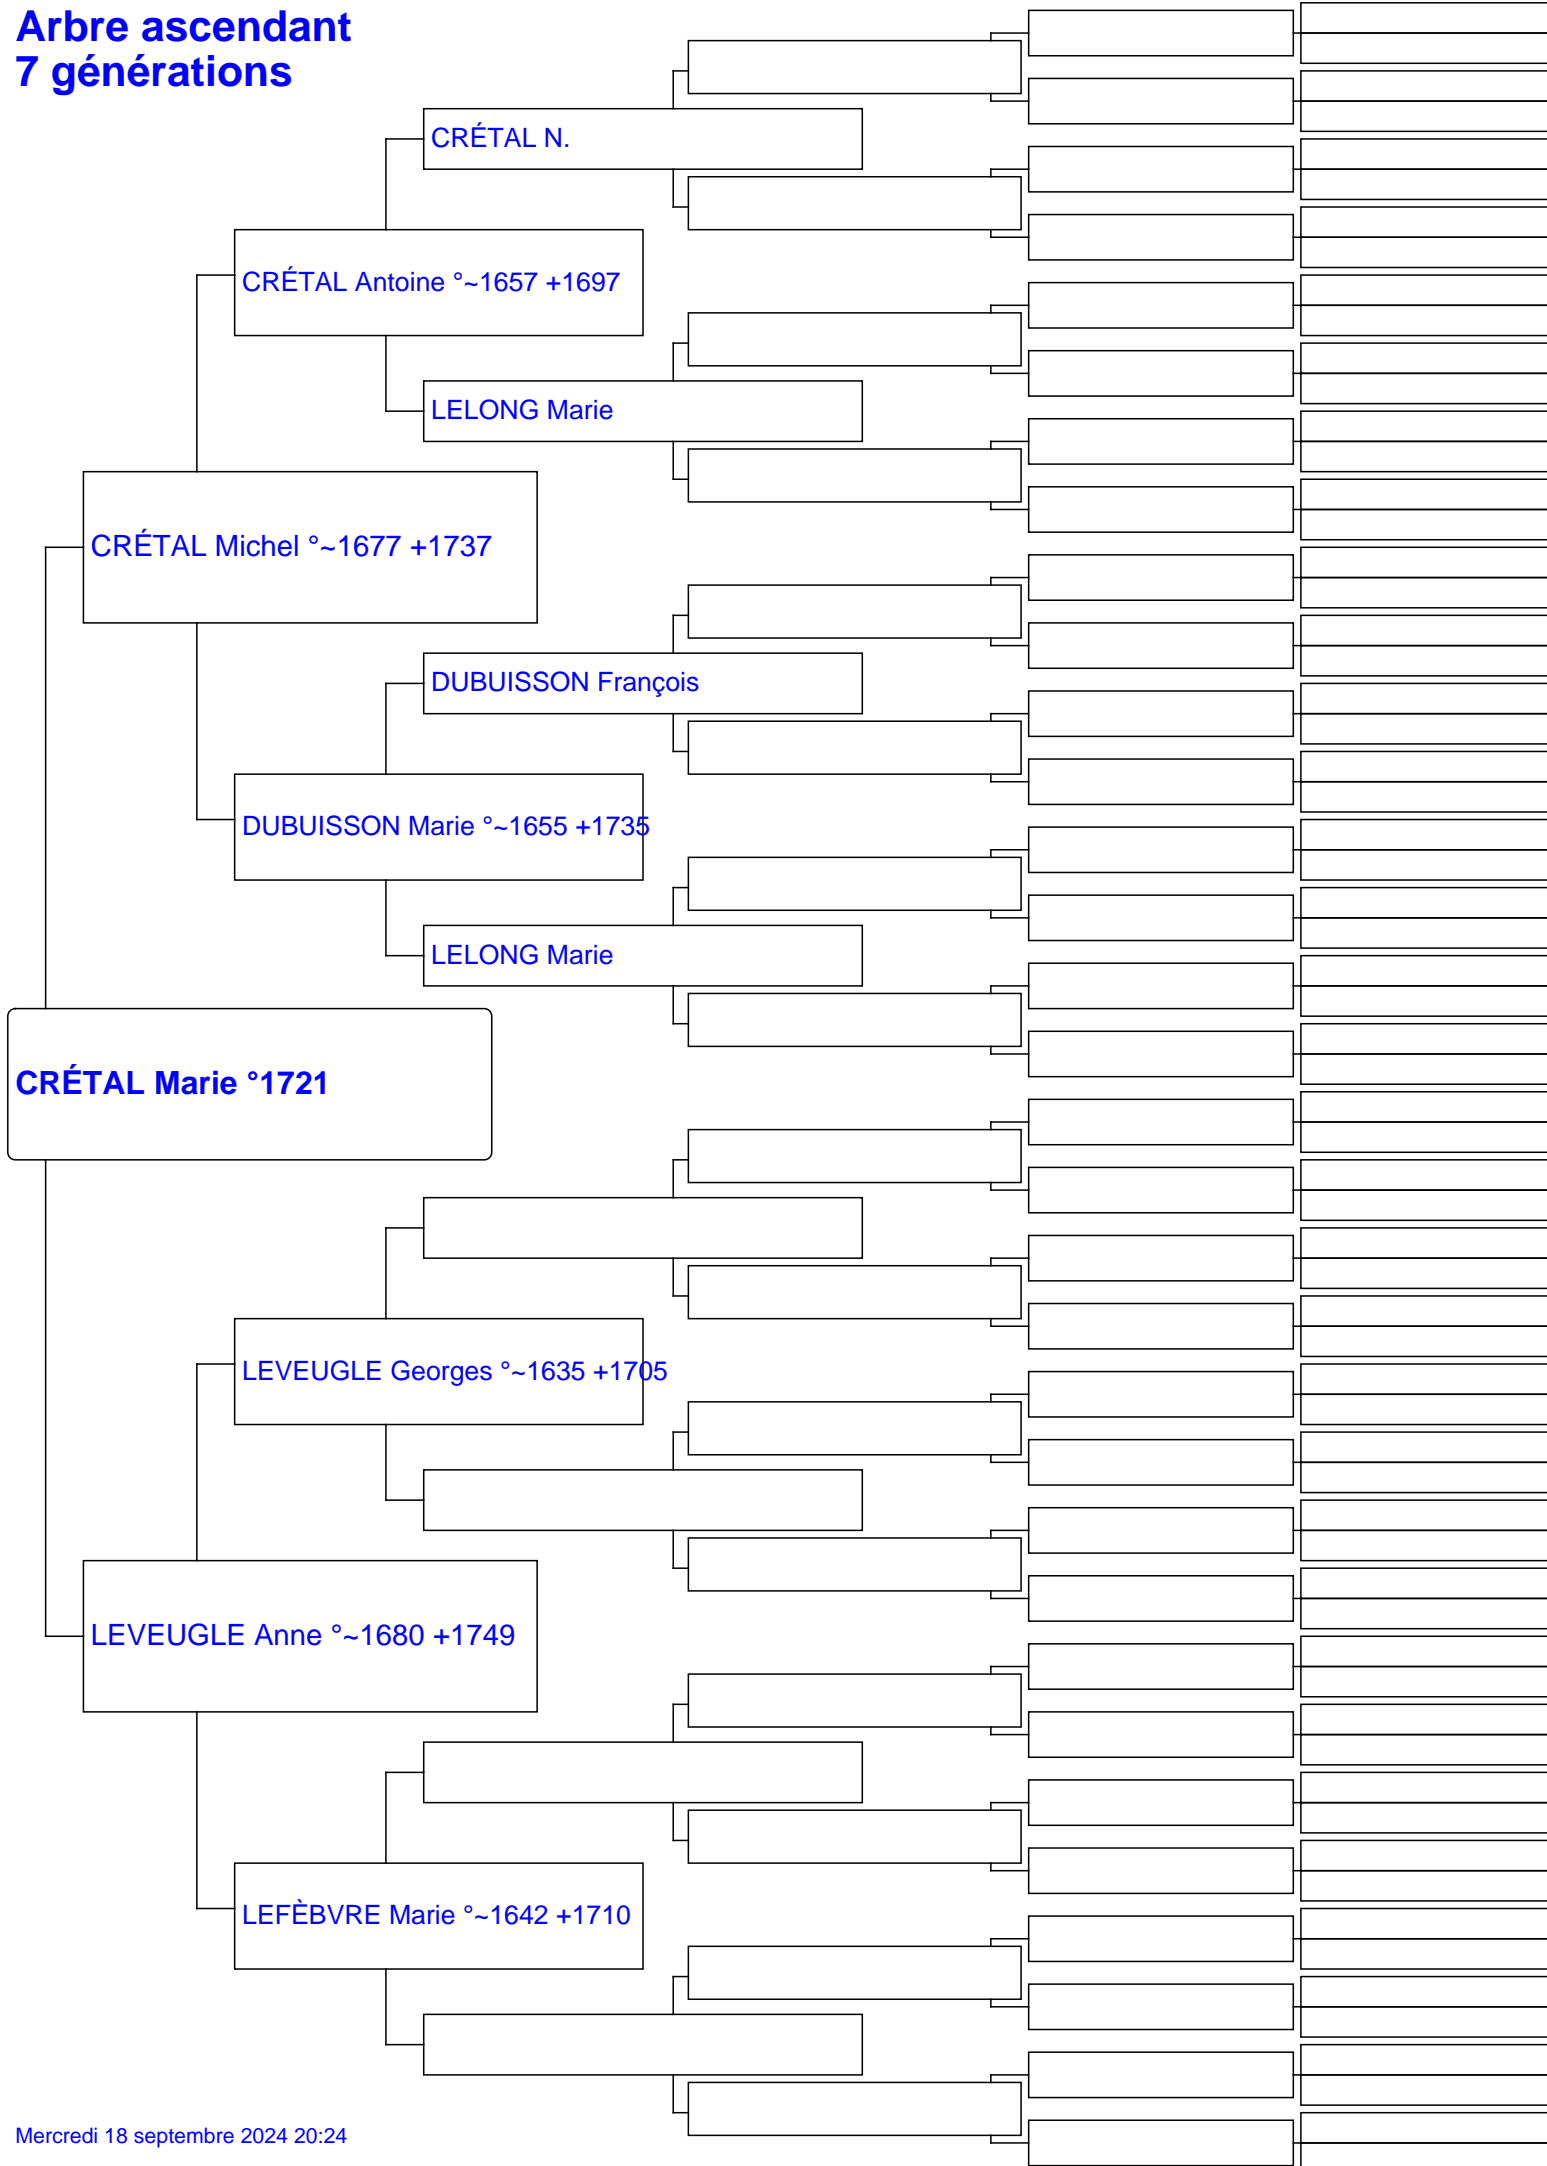 Arbre ascendant
7 générations
CRÉTAL N.
CRÉTAL Antoine °~1657 +1697
LELONG Marie
CRÉTAL Michel °~1677 +1737
DUBUISSON François
DUBUISSON Marie °~1655 +1735
LELONG Marie
CRÉTAL Marie °1721
LEVEUGLE Georges °~1635 +1705
LEVEUGLE Anne °~1680 +1749
LEFÈBVRE Marie °~1642 +1710
Mercredi 18 septembre 2024 20:24